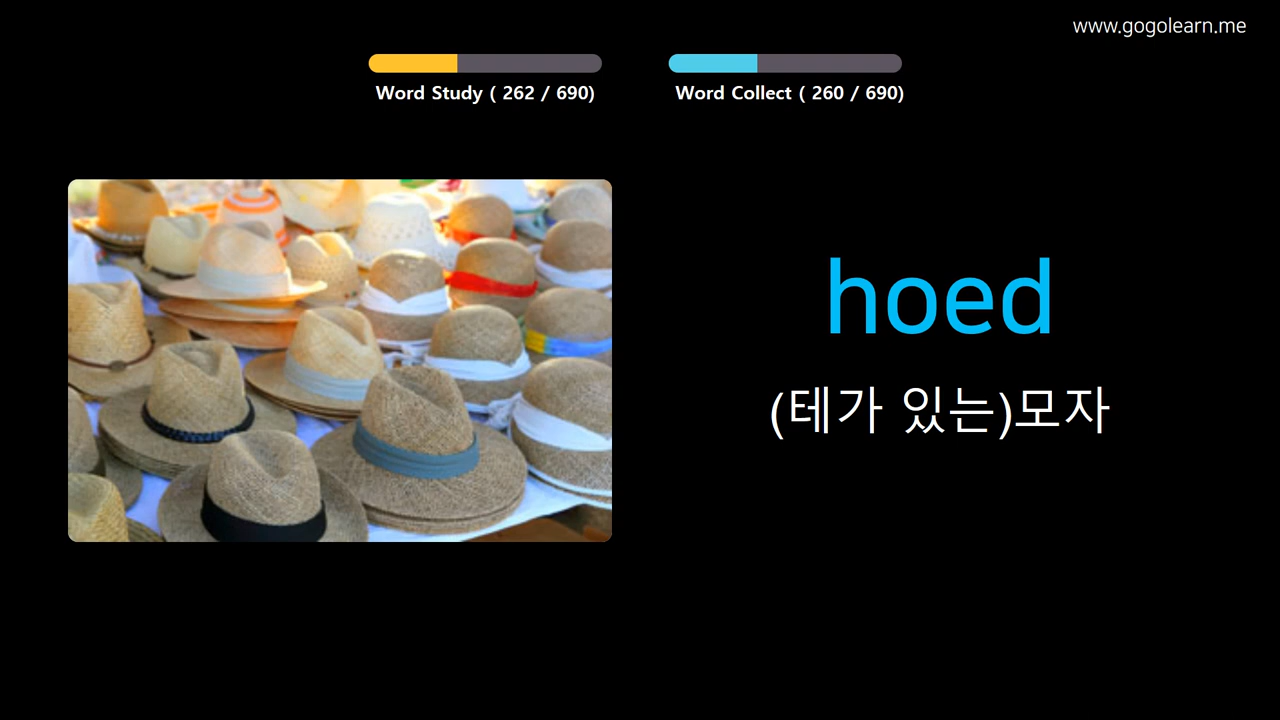 www.gogolearn.me
Word Study ( 262 / 690)
Word Collect ( 260 / 690)
hoed
(테가 있는)모자